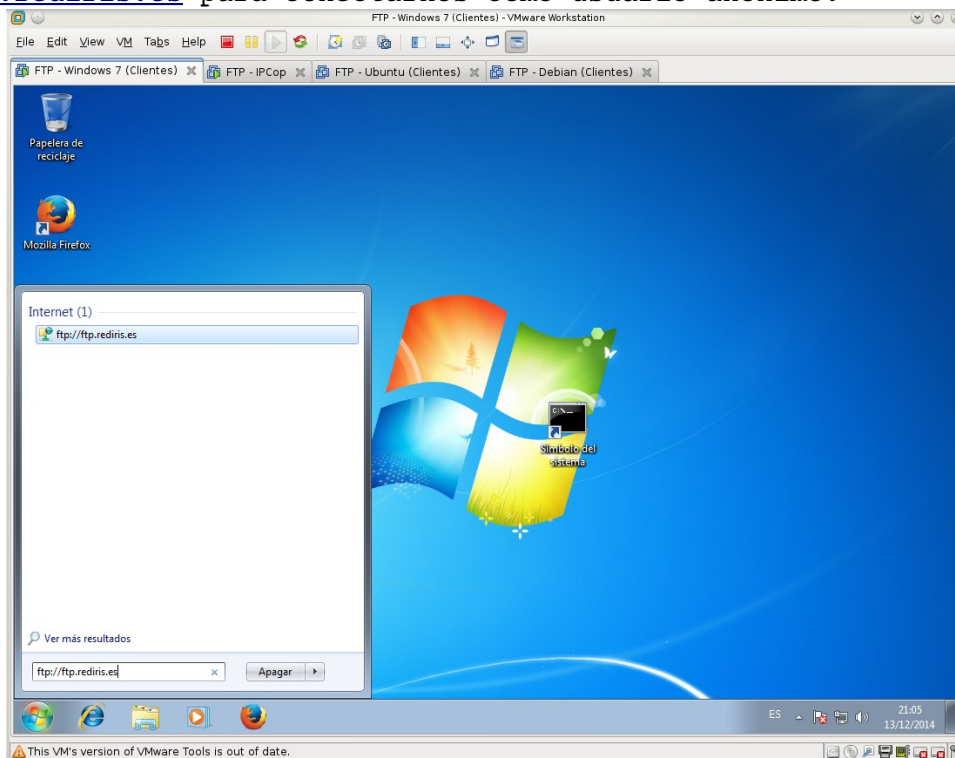 para conectarnos como usuario anónimo.
FTP - Windows 7 (Clientes) - VMware Workstation
File Edit View VM Tabs Help
FTP - Windows 7 (Clientes) FTP - IPCop FTP - Ubuntu (Clientes) FTP - Debian (Clientes)
Papelera de
reciclaje
Mozilla Firefox
Internet (1)
ftp://ftp.rediris.es
C:\
Símbolo del
sistema
Ver más resultados
ftp://ftp.rediris.es
Apagar
ES
21:05
13/12/2014
This VM's version of VMware Tools is out of date.